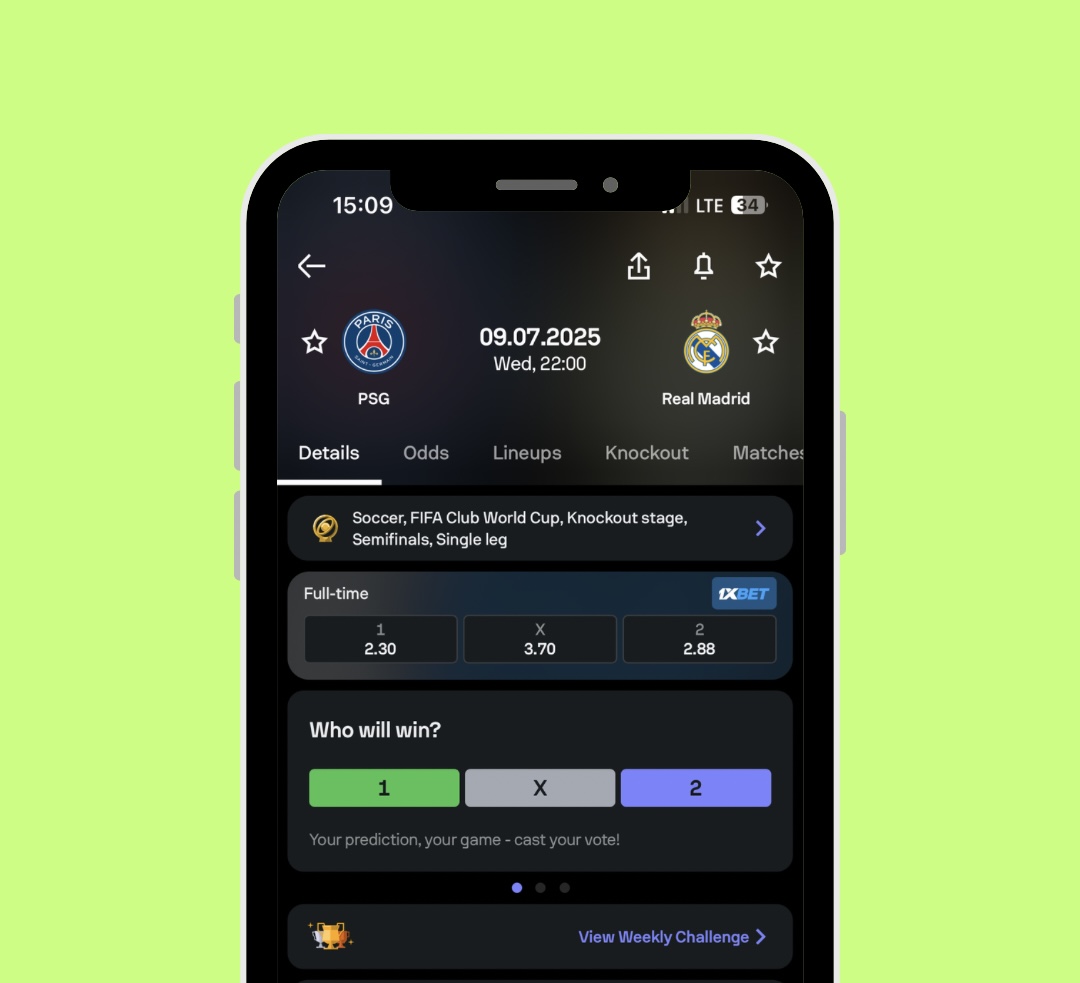 15:09
LTE 34
PARIS
SAINT-GERMAIN
09.07.2025
Wed, 22:00
PSG
Real Madrid
Details Odds Lineups Knockout Matches
Soccer, FIFA Club World Cup, Knockout stage,
Semifinals, Single leg
Full-time
1XBET
1 X 2
2.30 3.70 2.88
Who will win?
1 X 2
Your prediction, your game - cast your vote!
View Weekly Challenge